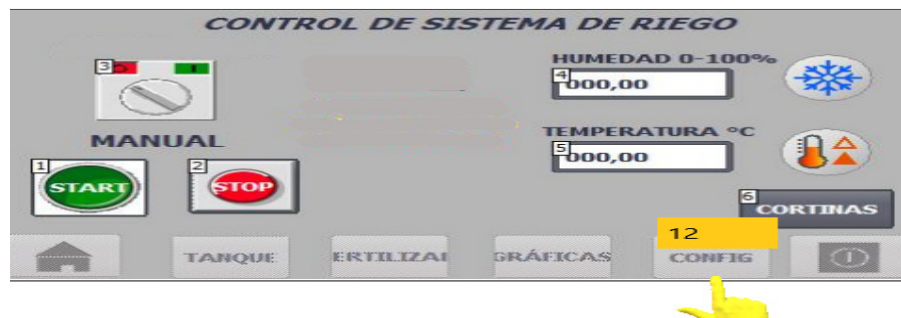 CONTROL DE SISTEMA DE RIEGO
3
HUMEDAD 0-100%
4
000,00
MANUAL
TEMPERATURA °C
5
000,00
1
START
2
STOP
6
CORTINAS
12
TANQUE
ERTILIZA
GRÁFICAS
CONFIG